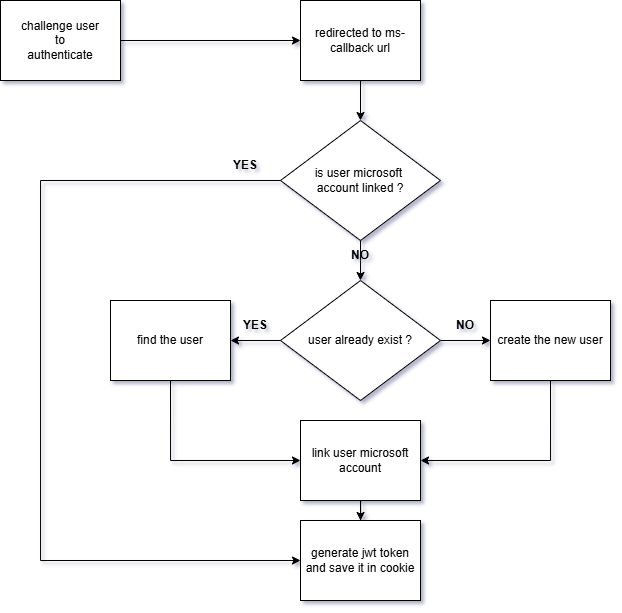 challenge user
to
authenticate
redirected to ms-
callback url
YES
is user microsoft
account linked ?
NO
find the user
YES
user already exist ?
NO
create the new user
link user microsoft
account
generate jwt token
and save it in cookie